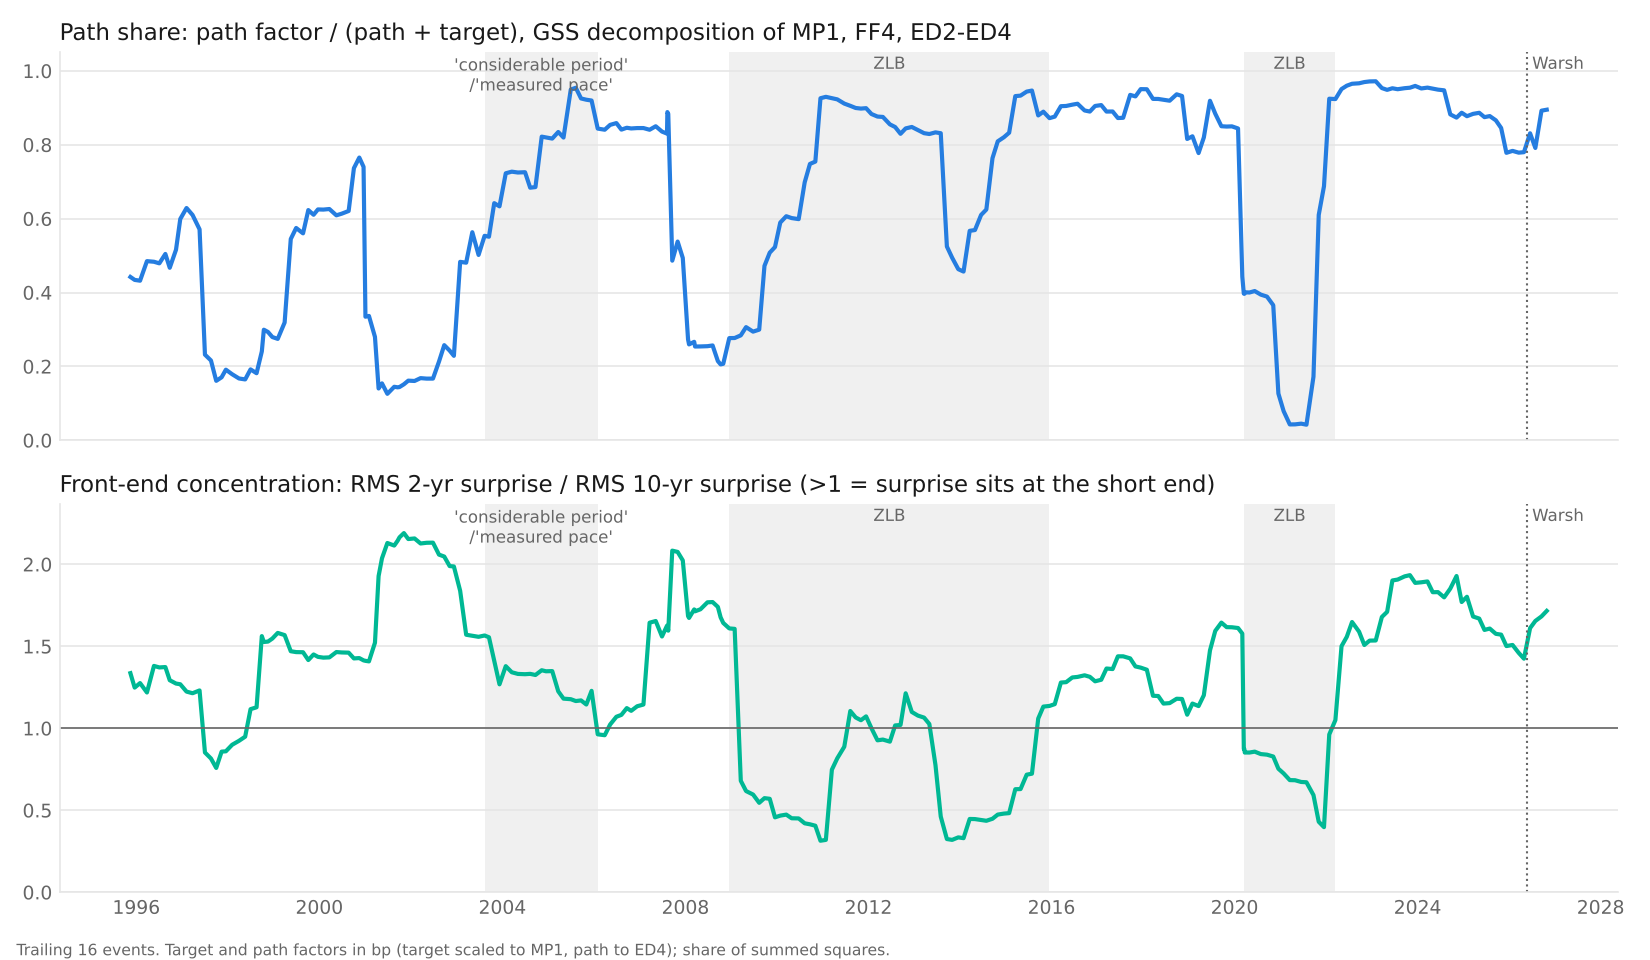 Path share: path factor / (path + target), GSS decomposition of MP1, FF4, ED2-ED4
'considerable period'
/'measured pace'
ZLB
ZLB
Warsh
1.0
0.8
0.6
0.4
0.2
0.0
Front-end concentration: RMS 2-yr surprise / RMS 10-yr surprise (>1 = surprise sits at the short end)
'considerable period'
/'measured pace'
ZLB
ZLB
Warsh
2.0
1.5
1.0
0.5
0.0
1996 2000 2004 2008 2012 2016 2020 2024 2028
Trailing 16 events. Target and path factors in bp (target scaled to MP1, path to ED4); share of summed squares.